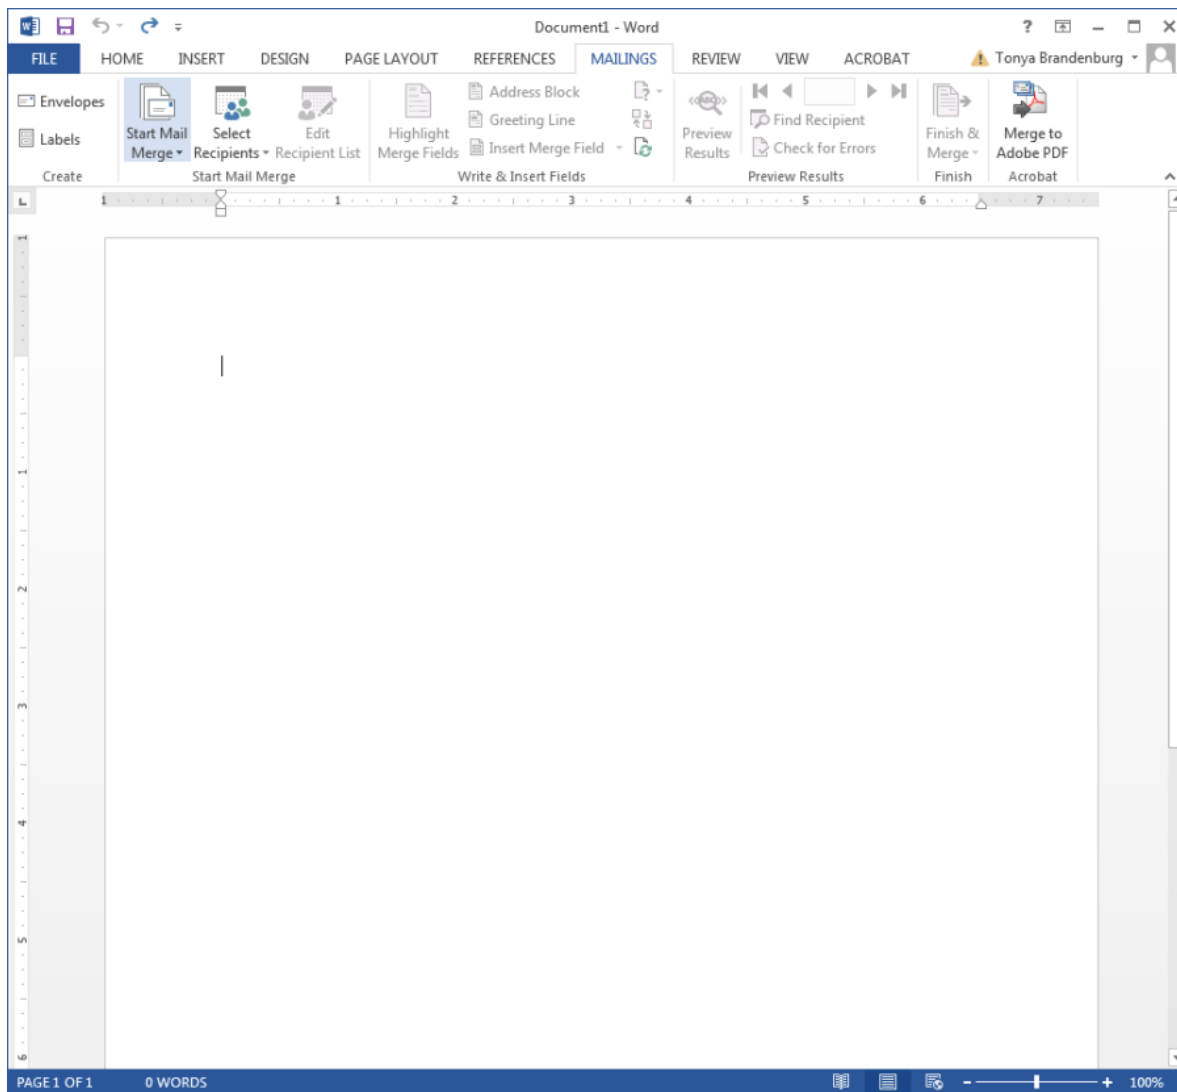 Document1 - Word
FILE HOME INSERT DESIGN PAGE LAYOUT REFERENCES MAILINGS REVIEW VIEW ACROBAT Tonya Brandenburg
Envelopes
Labels
Create
Start Mail
Merge
Select
Recipients
Edit
Recipient List
Start Mail Merge
Highlight
Merge Fields
Address Block
Greeting Line
Insert Merge Field
Write & Insert Fields
ABC
Preview
Results
Find Recipient
Check for Errors
Preview Results
Finish &
Merge
Finish
Merge to
Adobe PDF
Acrobat
L
1 1 2 3 4 5 6 7
1
1
2
3
4
5
6
PAGE 1 OF 1 0 WORDS 100%